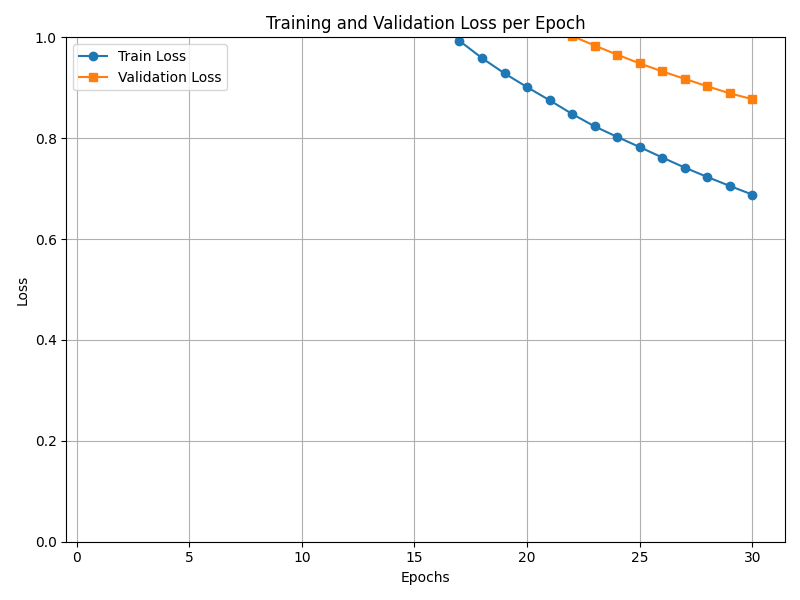 Training and Validation Loss per Epoch
Train Loss
Validation Loss
Loss
1.0
0.8
0.6
0.4
0.2
0.0
0 5 10 15 20 25 30
Epochs